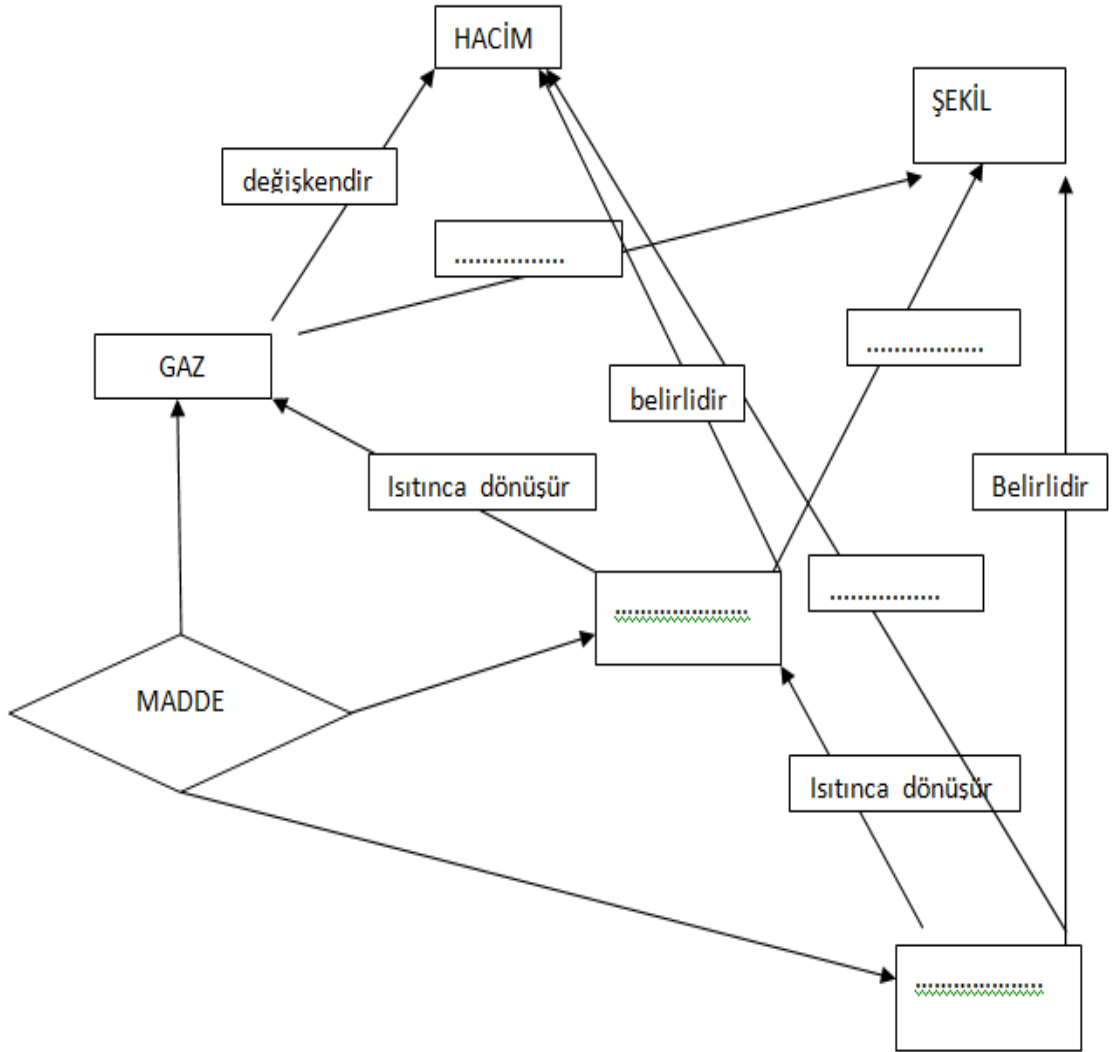 HACİM
ŞEKİL
değişkendir
................
.................
GAZ
belirlidir
Isıtınca dönüşür
Belirlidir
.....................
................
MADDE
Isıtınca dönüşür
....................